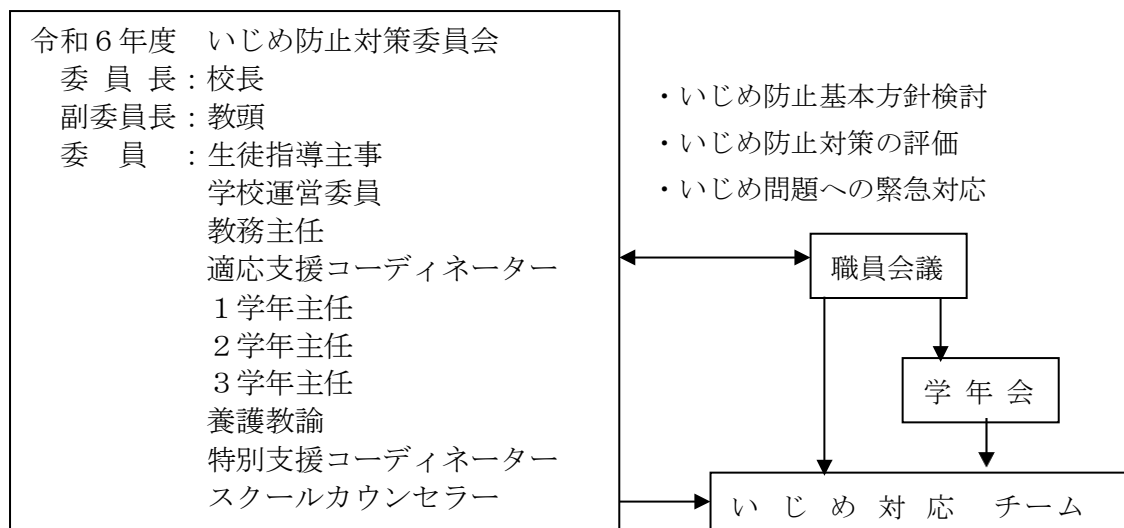 令和６年度　いじめ防止対策委員会
委 員 長：校長
副委員長：教頭
委　員　：生徒指導主事
学校運営委員
教務主任
適応支援コーディネーター
１学年主任
２学年主任
３学年主任
養護教諭
特別支援コーディネーター
スクールカウンセラー
・いじめ防止基本方針検討
・いじめ防止対策の評価
・いじめ問題への緊急対応
職員会議
学 年 会
い じ め 対 応 チーム